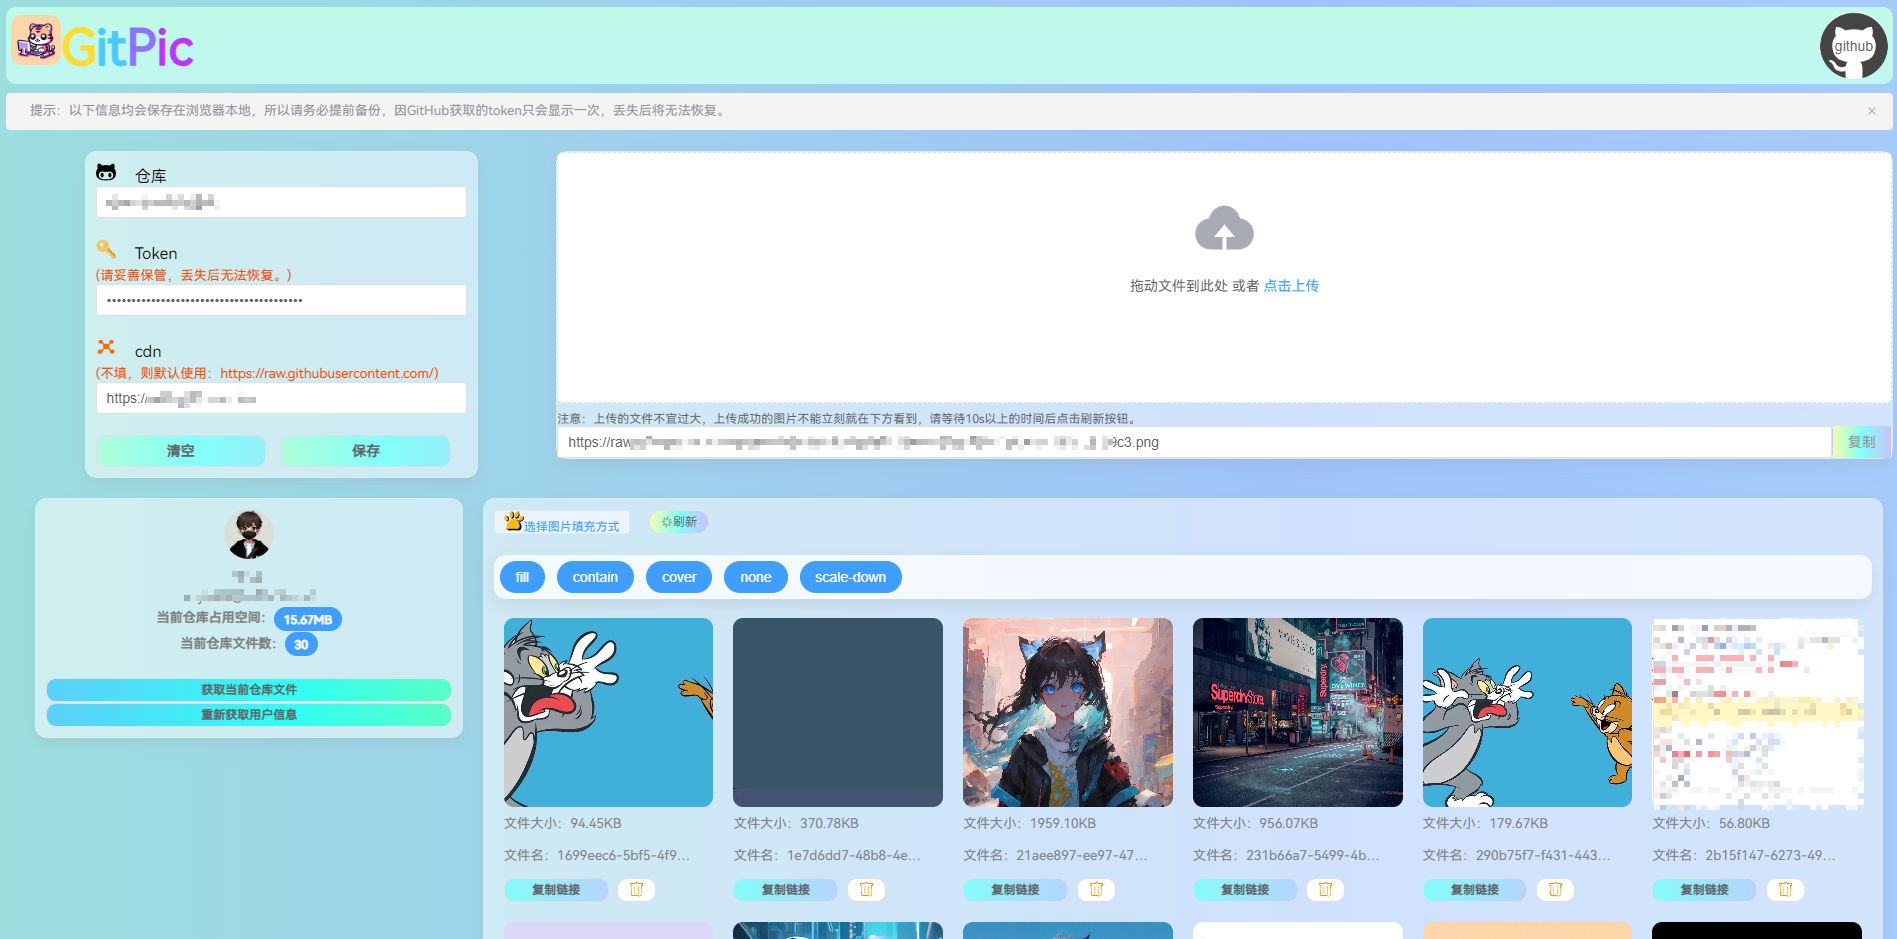 GitPic
github
提示：以下信息均会保存在浏览器本地，所以请务必提前备份，因GitHub获取的token只会显示一次，丢失后将无法恢复。
仓库
Token
(请妥善保管，丢失后无法恢复。)
cdn
(不填，则默认使用：https://raw.githubusercontent.com/)
https://
清空
保存
拖动文件到此处 或者 点击上传
注意：上传的文件不宜过大，上传成功的图片不能立刻就在下方看到，请等待10s以上的时间后点击刷新按钮。
https://raw 9c3.png
复制
当前仓库占用空间：15.67MB
当前仓库文件数：30
获取当前仓库文件
重新获取用户信息
选择图片填充方式
刷新
fill
contain
cover
none
scale-down
Superdry Store.
Superdry.
文件大小：94.45KB
文件大小：370.78KB
文件大小：1959.10KB
文件大小：956.07KB
文件大小：179.67KB
文件大小：56.80KB
文件名：1699eec6-5bf5-4f9...
文件名：1e7d6dd7-48b8-4e...
文件名：21aee897-ee97-47...
文件名：231b66a7-5499-4b...
文件名：290b75f7-f431-443...
文件名：2b15f147-6273-49...
复制链接
复制链接
复制链接
复制链接
复制链接
复制链接